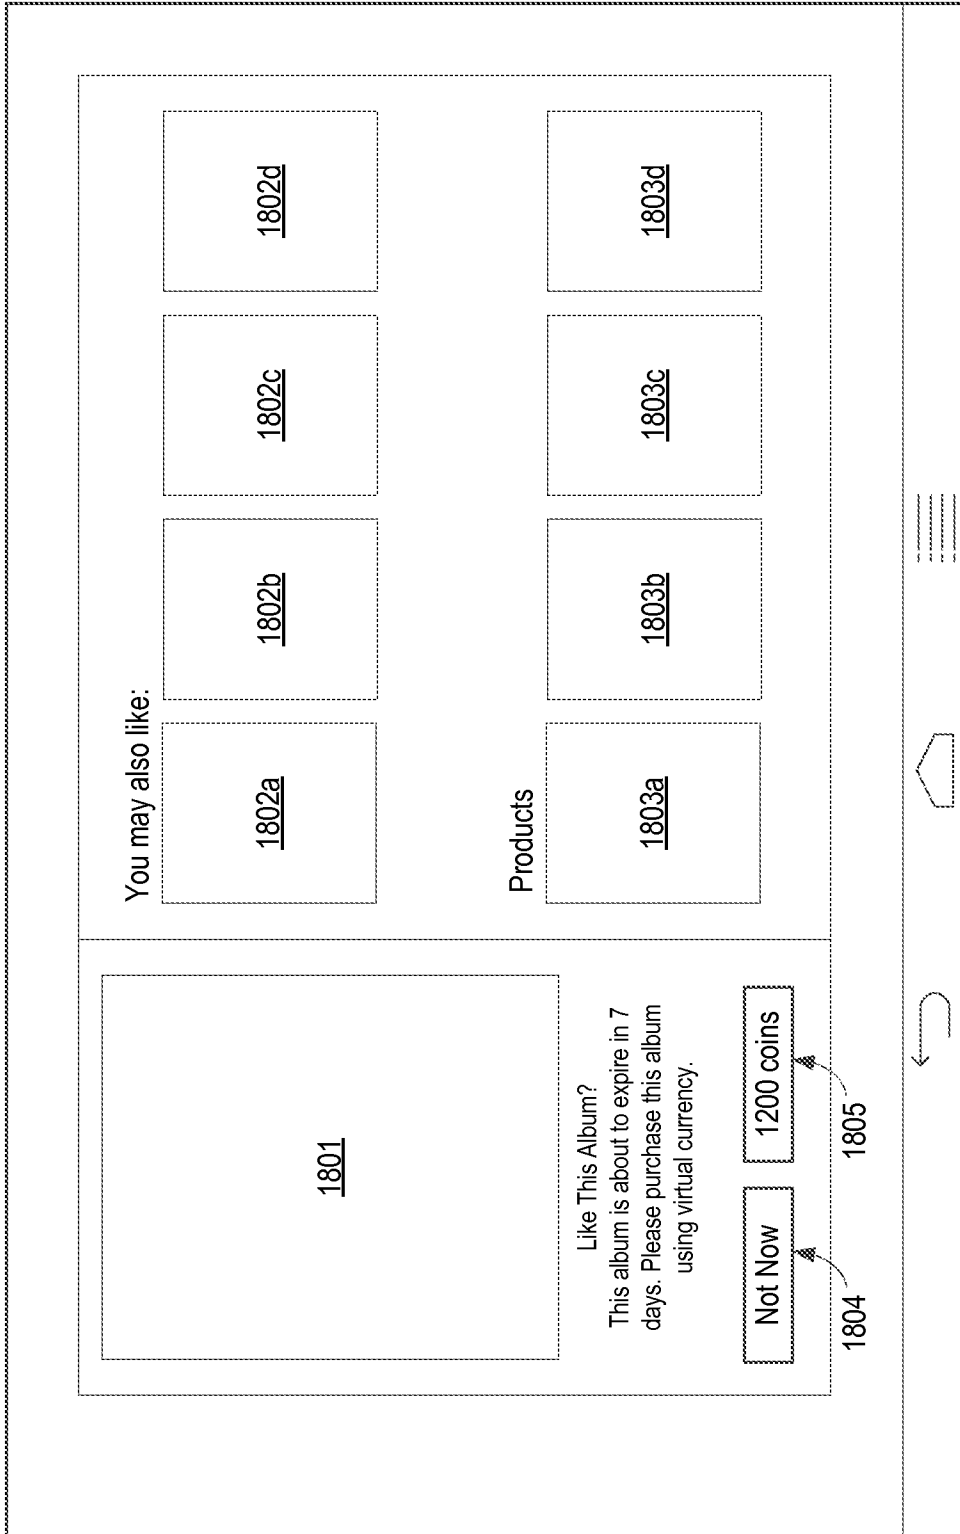 1801
Like This Album?
This album is about to expire in 7
days. Please purchase this album
using virtual currency.
Not Now
1200 coins
1804
1805
You may also like:
1802a
1802b
1802c
1802d
Products
1803a
1803b
1803c
1803d